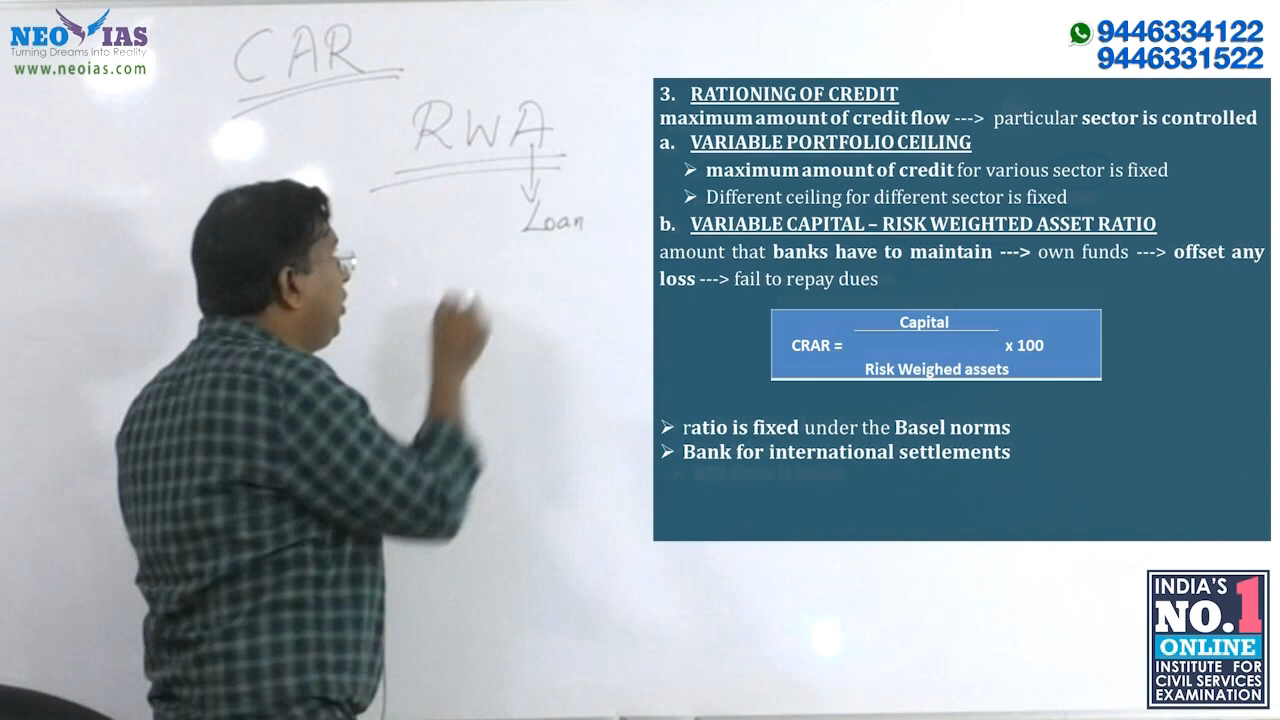 NEO IAS
Turning Dreams into Reality
www.neoias.com
CAR
RWA
Loan
9446334122
9446331522
3. RATIONING OF CREDIT
maximum amount of credit flow ---> particular sector is controlled
a. VARIABLE PORTFOLIO CEILING
➢ maximum amount of credit for various sector is fixed
➢ Different ceiling for different sector is fixed
b. VARIABLE CAPITAL – RISK WEIGHTED ASSET RATIO
amount that banks have to maintain ---> own funds ---> offset any
loss ---> fail to repay dues
Capital
CRAR = x 100
Risk Weighed assets
➢ ratio is fixed under the Basel norms
➢ Bank for international settlements
INDIA'S
NO.1
ONLINE
INSTITUTE FOR
CIVIL SERVICES
EXAMINATION